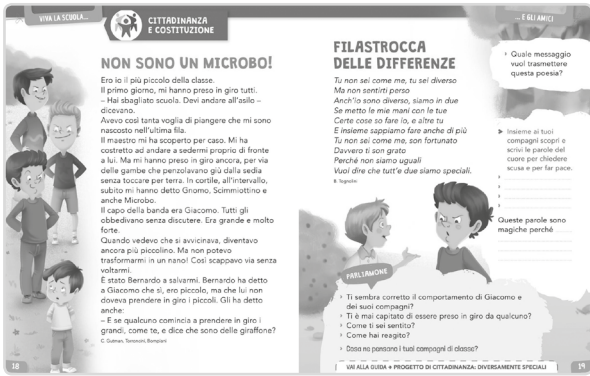 VIVA LA SCUOLA...
CITTADINANZA
E COSTITUZIONE
NON SONO UN MICROBO!
Ero io il più piccolo della classe.
Il primo giorno, mi hanno preso in giro tutti.
– Hai sbagliato scuola. Devi andare all'asilo –
dicevano.
Avevo così tanta voglia di piangere che mi sono
nascosto nell'ultima fila.
Il maestro mi ha scoperto per caso. Mi ha
costretto ad andare a sedermi proprio di fronte
a lui. Ma mi hanno preso in giro ancora, per via
delle gambe che penzolavano giù dalla sedia
senza toccare per terra. In cortile, all'intervallo,
subito mi hanno detto Gnomo, Scimmiottino e
anche Microbo.
Il capo della banda era Giacomo. Tutti gli
obbedivano senza discutere. Era grande e molto
forte.
Quando vedevo che si avvicinava, diventavo
ancora più piccolino. Ma non potevo
trasformarmi in un nano! Così scappavo via senza
voltarmi.
È stato Bernardo a salvarmi. Bernardo ha detto
a Giacomo che sì, ero piccolo, ma che lui non
doveva prendere in giro i piccoli. Gli ha detto
anche:
– E se qualcuno comincia a prendere in giro i
grandi, come te, e dice che sono delle giraffone?
C. Gutman, Torroncini, Bompiani
18
... E GLI AMICI
FILASTROCCA
DELLE DIFFERENZE
Tu non sei come me, tu sei diverso
Ma non sentirti perso
Anch'io sono diverso, siamo in due
Se metto le mie mani con le tue
Certe cose so fare io, e altre tu
E insieme sappiamo fare anche di più
Tu non sei come me, son fortunato
Davvero ti son grato
Perché non siamo uguali
Vuol dire che tutt'e due siamo speciali.
B. Tognolini
Quale messaggio
vuol trasmettere
questa poesia?
Insieme ai tuoi
compagni scopri e
scrivi le parole del
cuore per chiedere
scusa e per far pace.
Queste parole sono
magiche perché
PARLIAMONE
Ti sembra corretto il comportamento di Giacomo e
dei suoi compagni?
Ti è mai capitato di essere preso in giro da qualcuno?
Come ti sei sentito?
Come hai reagito?
Cosa ne pensano i tuoi compagni di classe?
VAI ALLA GUIDA → PROGETTO DI CITTADINANZA: DIVERSAMENTE SPECIALI
19